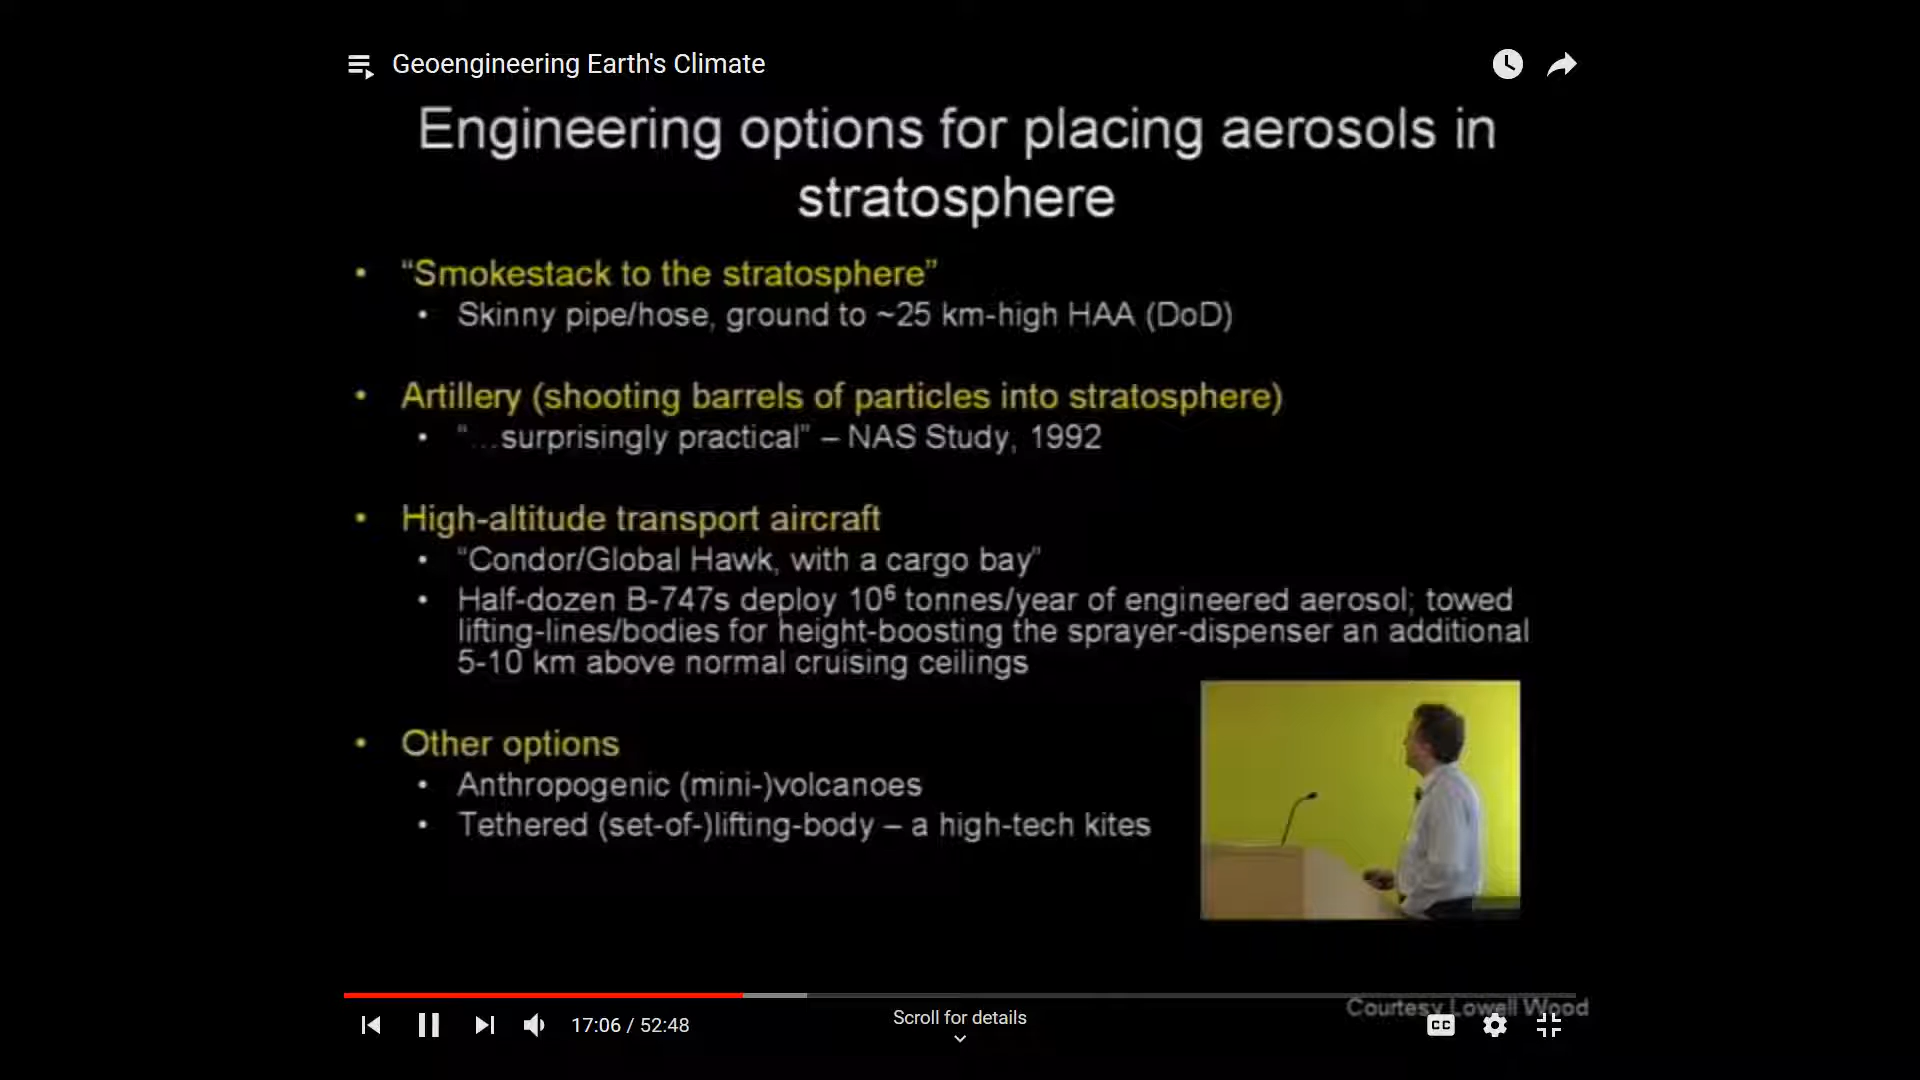 Geoengineering Earth's Climate
Engineering options for placing aerosols in
stratosphere
• “Smokestack to the stratosphere”
• Skinny pipe/hose, ground to ~25 km-high HAA (DoD)
• Artillery (shooting barrels of particles into stratosphere)
• “...surprisingly practical” – NAS Study, 1992
• High-altitude transport aircraft
• “Condor/Global Hawk, with a cargo bay”
• Half-dozen B-747s deploy 10⁶ tonnes/year of engineered aerosol; towed
lifting-lines/bodies for height-boosting the sprayer-dispenser an additional
5-10 km above normal cruising ceilings
• Other options
• Anthropogenic (mini-)volcanoes
• Tethered (set-of-)lifting-body – a high-tech kites
Courtesy Lowell Wood
17:06 / 52:48
Scroll for details
CC